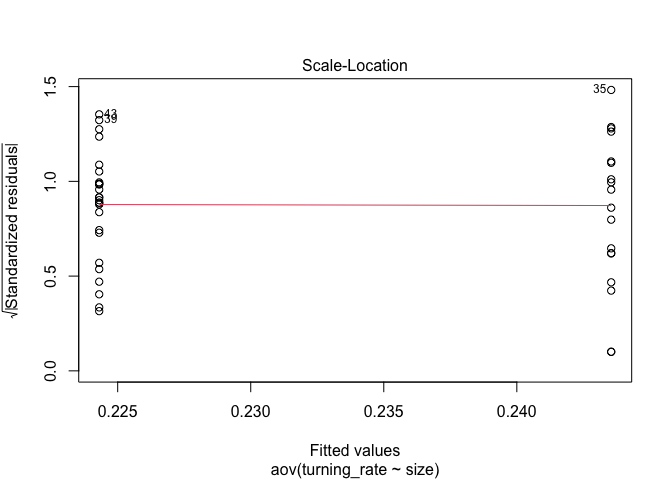 Scale-Location
√|Standardized residuals|
1.5
1.0
0.5
0.0
43
39
35
0.225
0.230
0.235
0.240
Fitted values
aov(turning_rate ~ size)